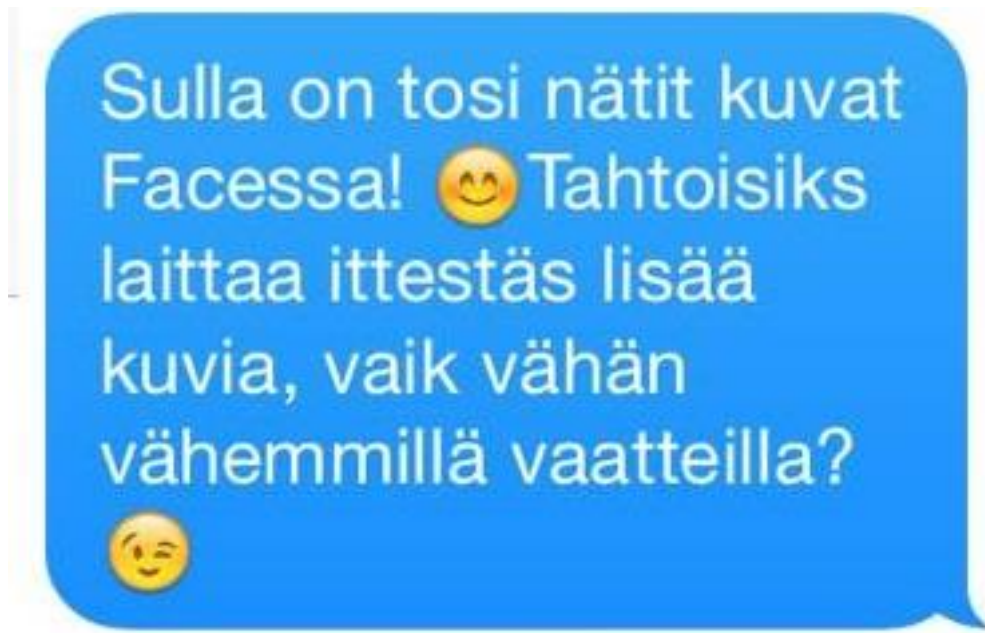 Sulla on tosi nätit kuvat
Facessa! 😊 Tahtoisiks
laittaa ittestäs lisää
kuvia, vaik vähän
vähemmillä vaatteilla?
😉